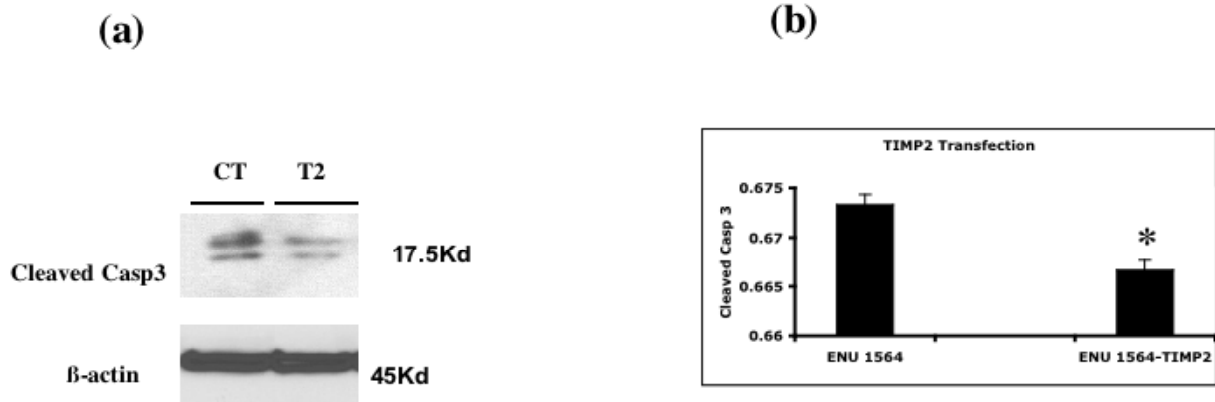 (a)
CT T2
Cleaved Casp3 17.5Kd
ß-actin 45Kd
(b)
TIMP2 Transfection
Cleaved Casp 3
0.675
0.67
0.665
0.66
*
ENU 1564 ENU 1564-TIMP2